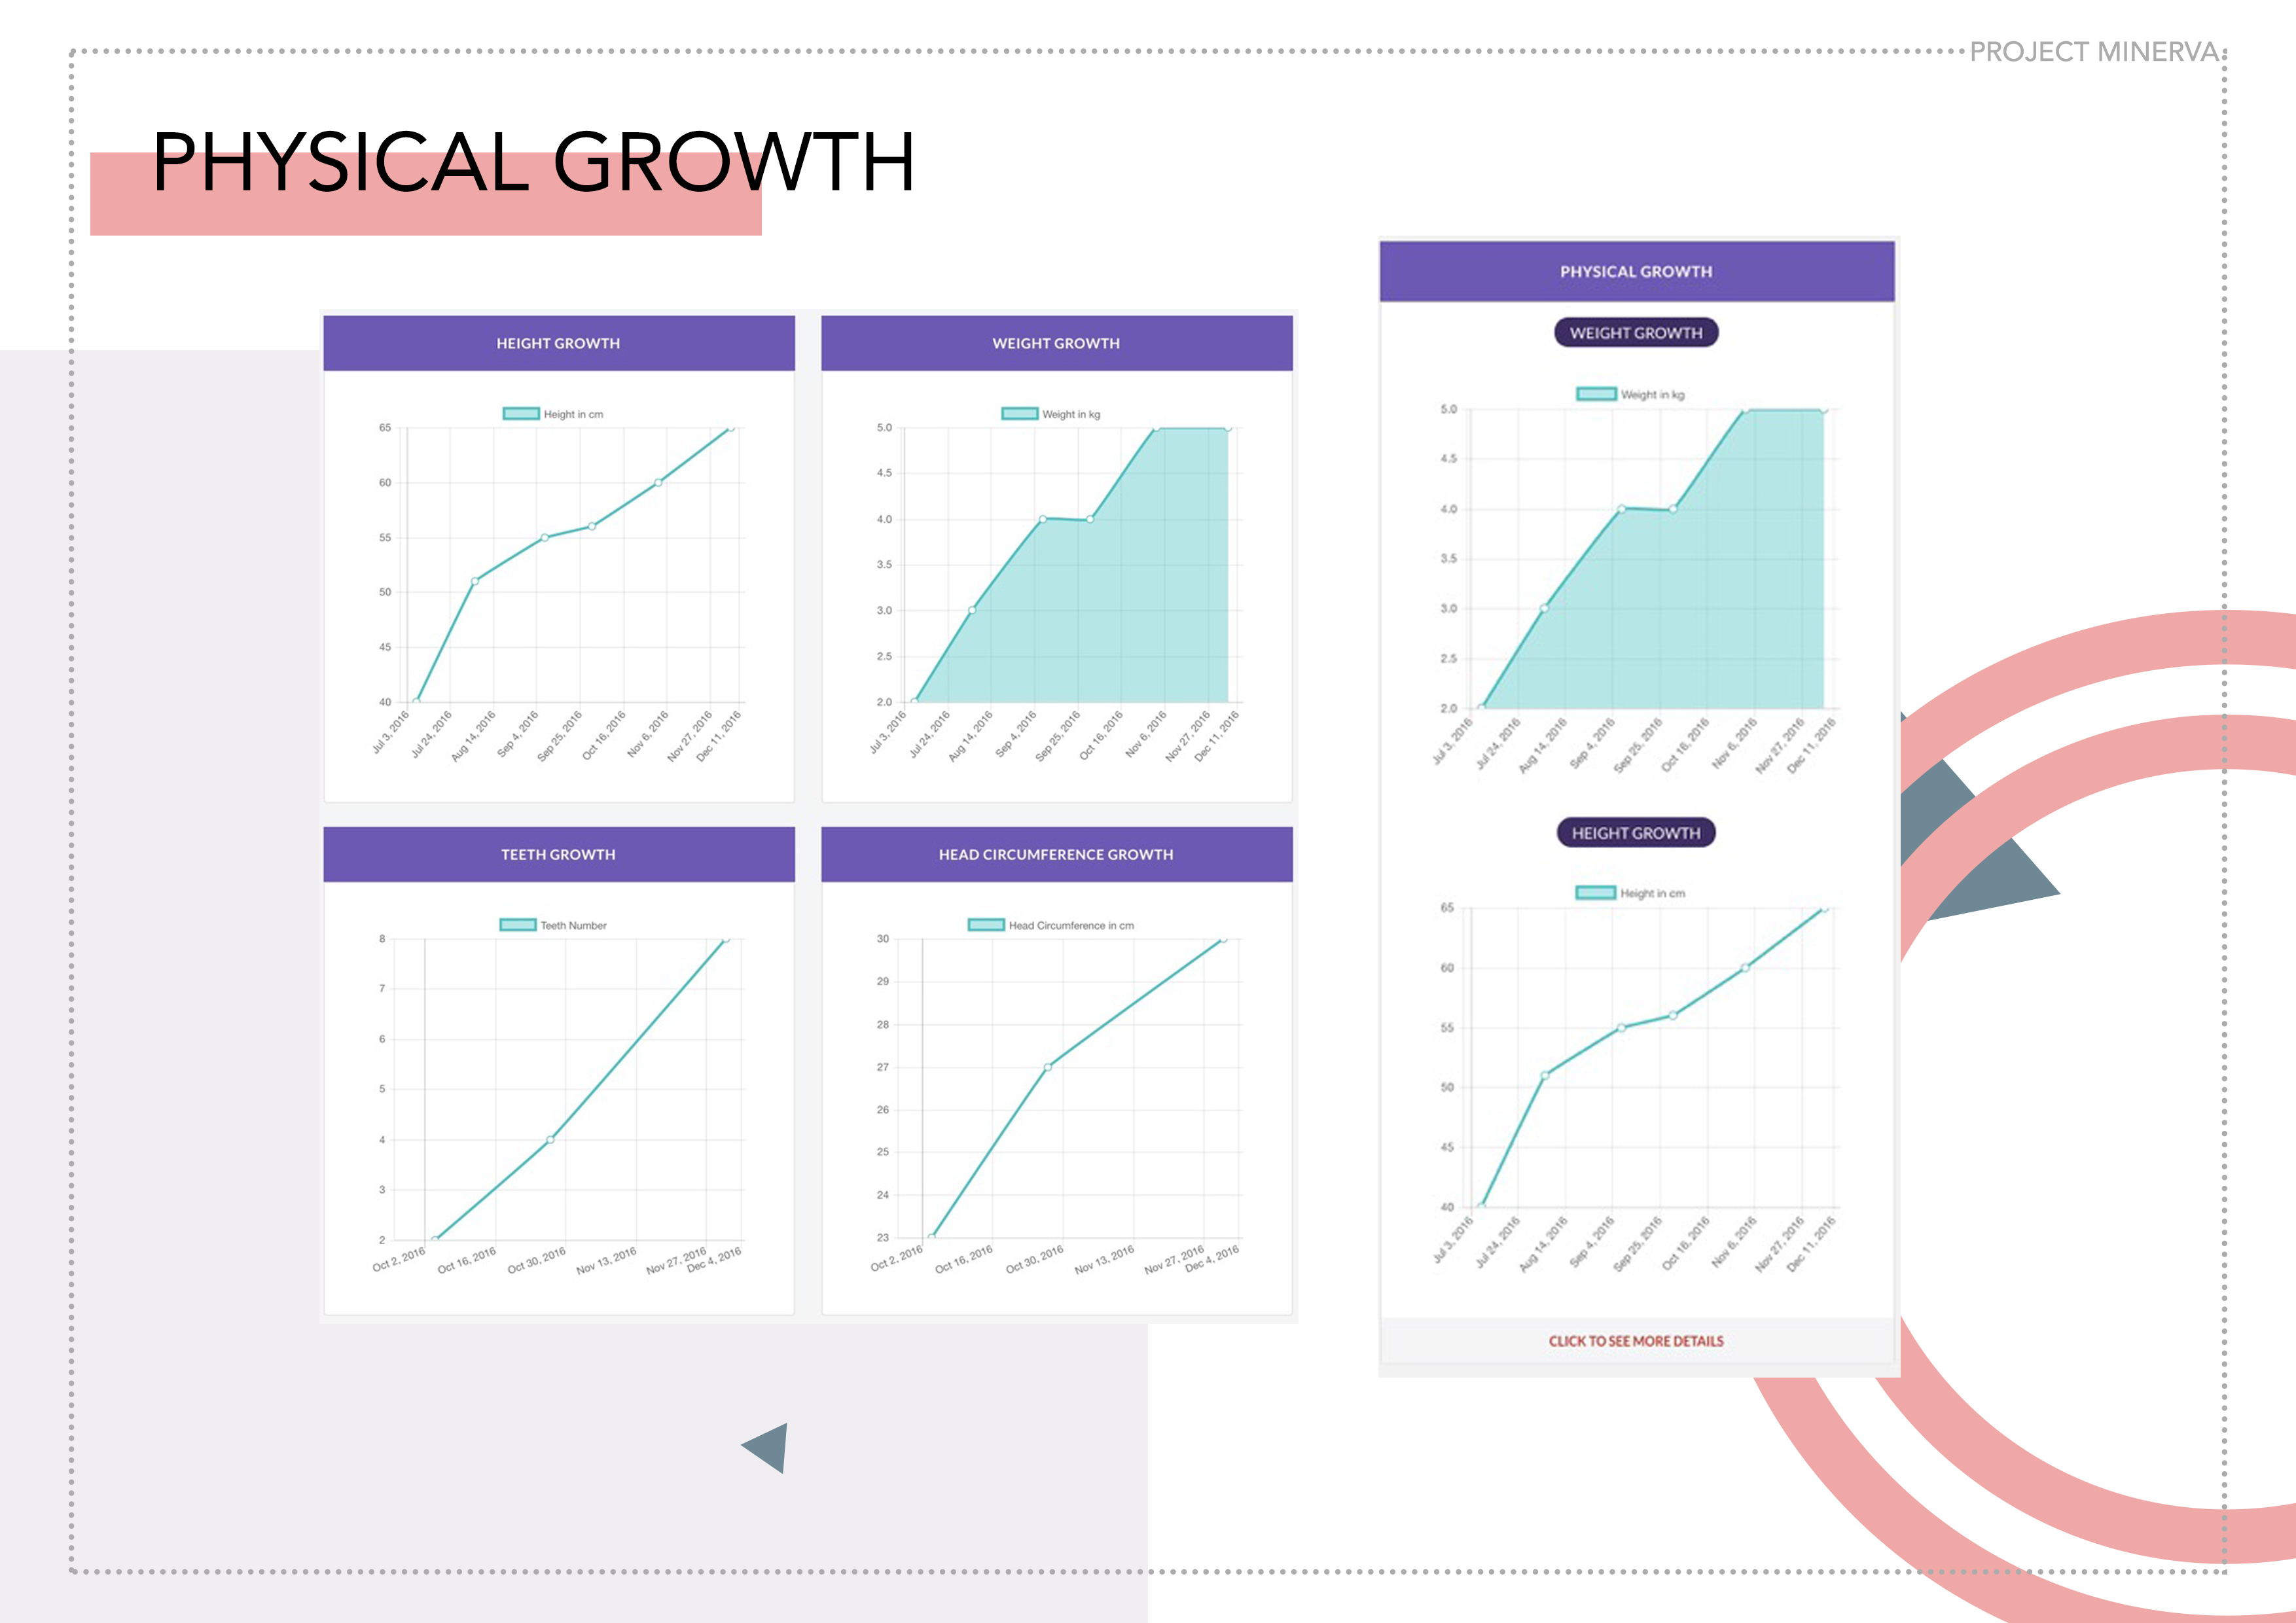 PROJECT MINERVA
PHYSICAL GROWTH
HEIGHT GROWTH
Height in cm
65
60
55
50
45
40
Jul 3, 2016
Jul 24, 2016
Aug 14, 2016
Sep 4, 2016
Sep 25, 2016
Oct 16, 2016
Nov 6, 2016
Nov 27, 2016
Dec 11, 2016
WEIGHT GROWTH
Weight in kg
5.0
4.5
4.0
3.5
3.0
2.5
2.0
Jul 3, 2016
Jul 24, 2016
Aug 14, 2016
Sep 4, 2016
Sep 25, 2016
Oct 16, 2016
Nov 6, 2016
Nov 27, 2016
Dec 11, 2016
TEETH GROWTH
Teeth Number
8
7
6
5
4
3
2
Oct 2, 2016
Oct 16, 2016
Oct 30, 2016
Nov 13, 2016
Nov 27, 2016
Dec 4, 2016
HEAD CIRCUMFERENCE GROWTH
Head Circumference in cm
30
29
28
27
26
25
24
23
Oct 2, 2016
Oct 16, 2016
Oct 30, 2016
Nov 13, 2016
Nov 27, 2016
Dec 4, 2016
PHYSICAL GROWTH
WEIGHT GROWTH
Weight in kg
5.0
4.5
4.0
3.5
3.0
2.5
2.0
Jul 3, 2016
Jul 24, 2016
Aug 14, 2016
Sep 4, 2016
Sep 25, 2016
Oct 16, 2016
Nov 6, 2016
Nov 27, 2016
Dec 11, 2016
HEIGHT GROWTH
Height in cm
65
60
55
50
45
40
Jul 3, 2016
Jul 24, 2016
Aug 14, 2016
Sep 4, 2016
Sep 25, 2016
Oct 16, 2016
Nov 6, 2016
Nov 27, 2016
Dec 11, 2016
CLICK TO SEE MORE DETAILS